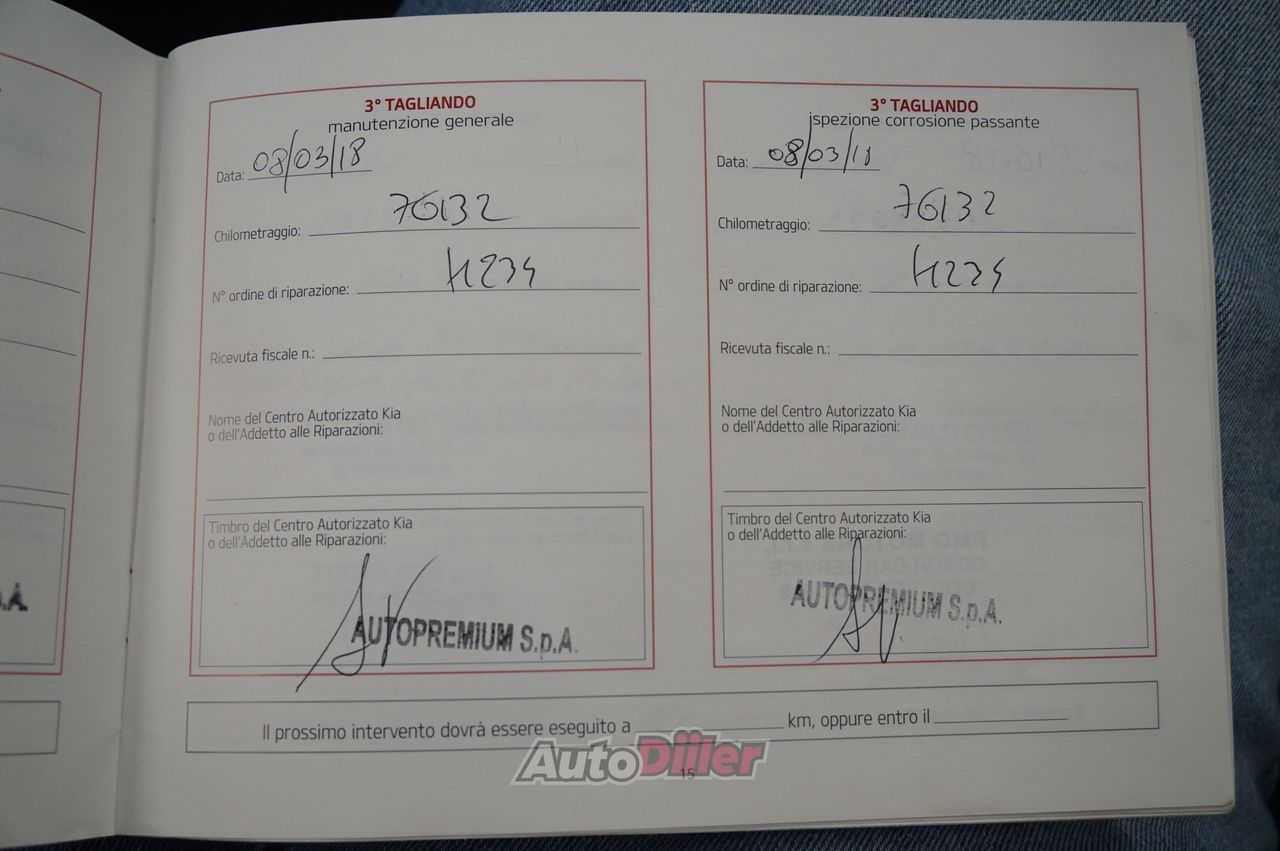 3° TAGLIANDO
manutenzione generale
Data: 08/03/18
Chilometraggio: 76132
N° ordine di riparazione: 4234
Ricevuta fiscale n.:
Nome del Centro Autorizzato Kia
o dell'Addetto alle Riparazioni:
Timbro del Centro Autorizzato Kia
o dell'Addetto alle Riparazioni:
AUTOPREMIUM S.p.A.
3° TAGLIANDO
ispezione corrosione passante
Data: 08/03/18
Chilometraggio: 76132
N° ordine di riparazione:
Ricevuta fiscale n.:
Nome del Centro Autorizzato Kia
o dell'Addetto alle Riparazioni:
Timbro del Centro Autorizzato Kia
o dell'Addetto alle Riparazioni:
AUTOPREMIUM S.p.A.
Il prossimo intervento dovrà essere eseguito a km, oppure entro il
AutoDiiler
15